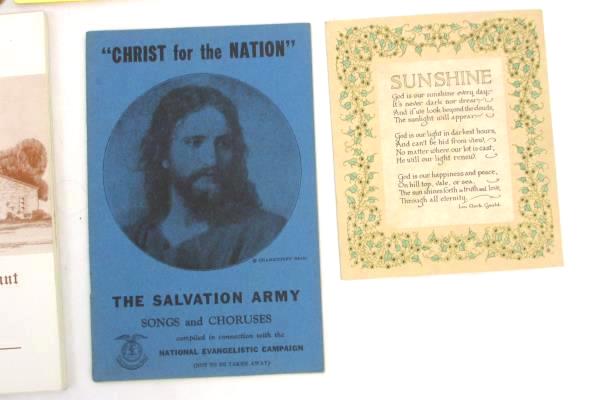 "CHRIST for the NATION"
THE SALVATION ARMY
SONGS and CHORUSES
compiled in connection with the
NATIONAL EVANGELISTIC CAMPAIGN
(NOT TO BE TAKEN AWAY)
SUNSHINE
God is our sunshine every day,
It's never dark nor drear,
And if we look beyond the clouds,
The sunlight will appear.
God is our light in darkest hours,
And can't be hid from view,
No matter where our lot is cast,
He will our light renew.
God is our happiness and peace,
On hill top, dale, or sea.
The sun shines forth in truth and love,
Through all eternity.